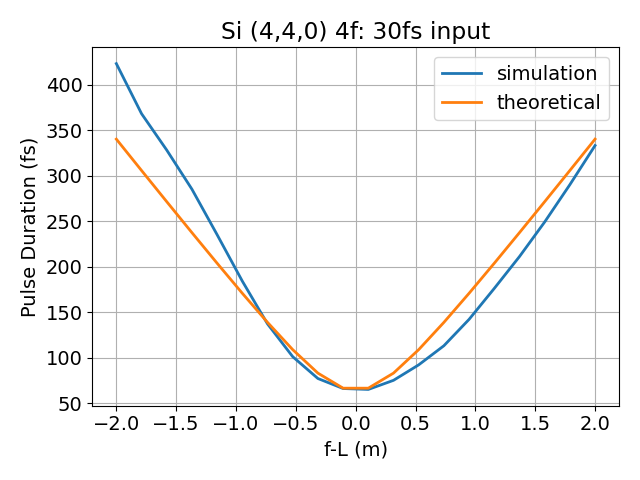 Si (4,4,0) 4f: 30fs input
simulation
theoretical
Pulse Duration (fs)
400
350
300
250
200
150
100
50
−2.0 −1.5 −1.0 −0.5 0.0 0.5 1.0 1.5 2.0
f-L (m)